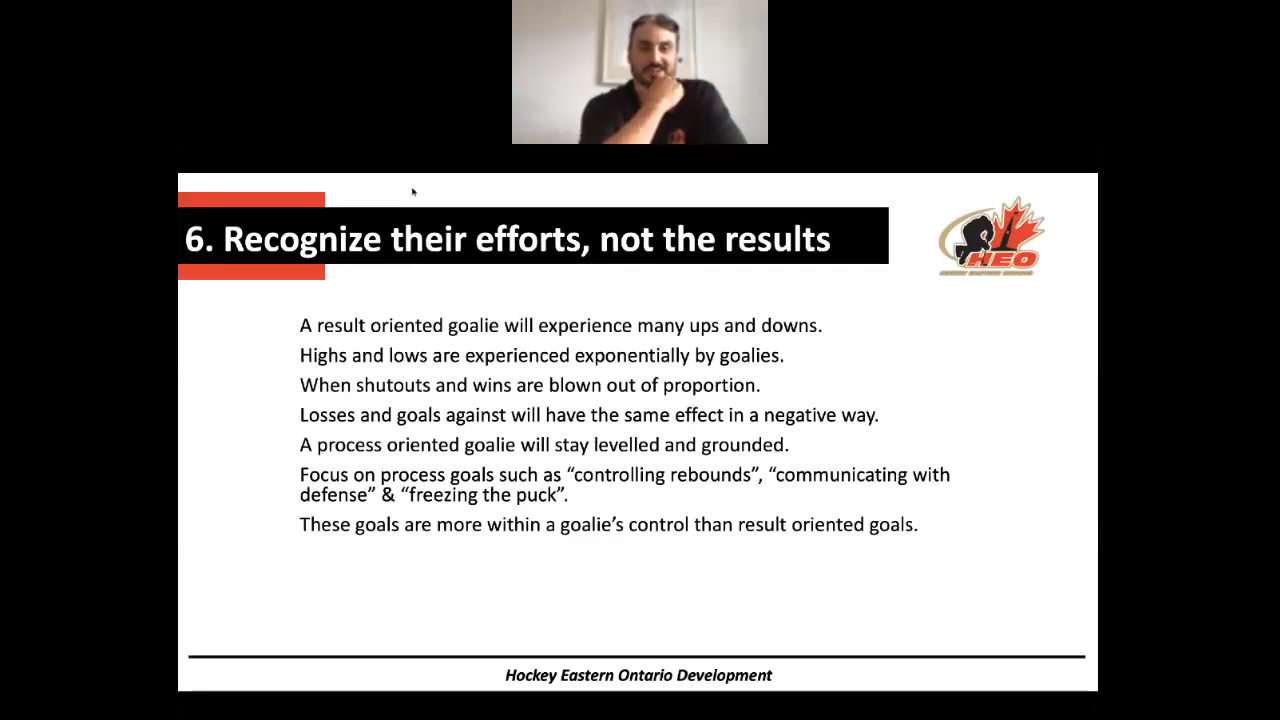 6. Recognize their efforts, not the results
HEO
A result oriented goalie will experience many ups and downs.
Highs and lows are experienced exponentially by goalies.
When shutouts and wins are blown out of proportion.
Losses and goals against will have the same effect in a negative way.
A process oriented goalie will stay levelled and grounded.
Focus on process goals such as “controlling rebounds”, “communicating with
defense” & “freezing the puck”.
These goals are more within a goalie’s control than result oriented goals.
Hockey Eastern Ontario Development